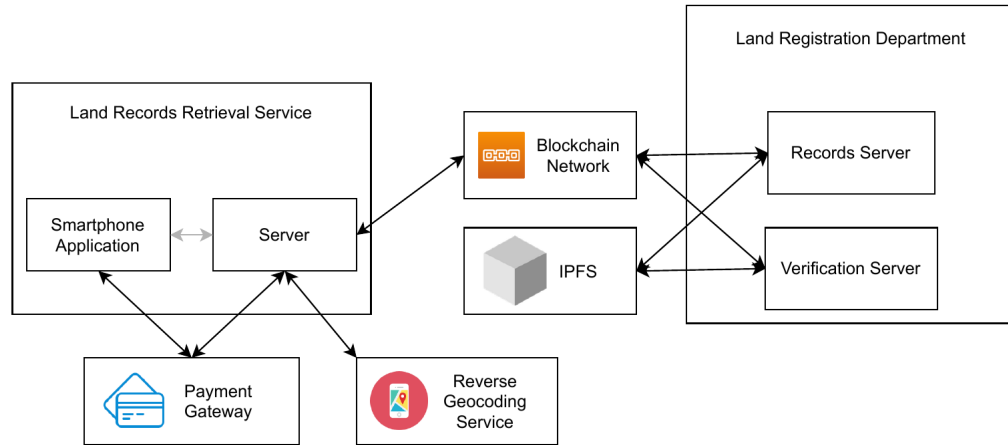 Land Registration Department
Land Records Retrieval Service
Blockchain
Network
Records Server
Smartphone
Application
Server
IPFS
Verification Server
Payment
Gateway
Reverse
Geocoding
Service